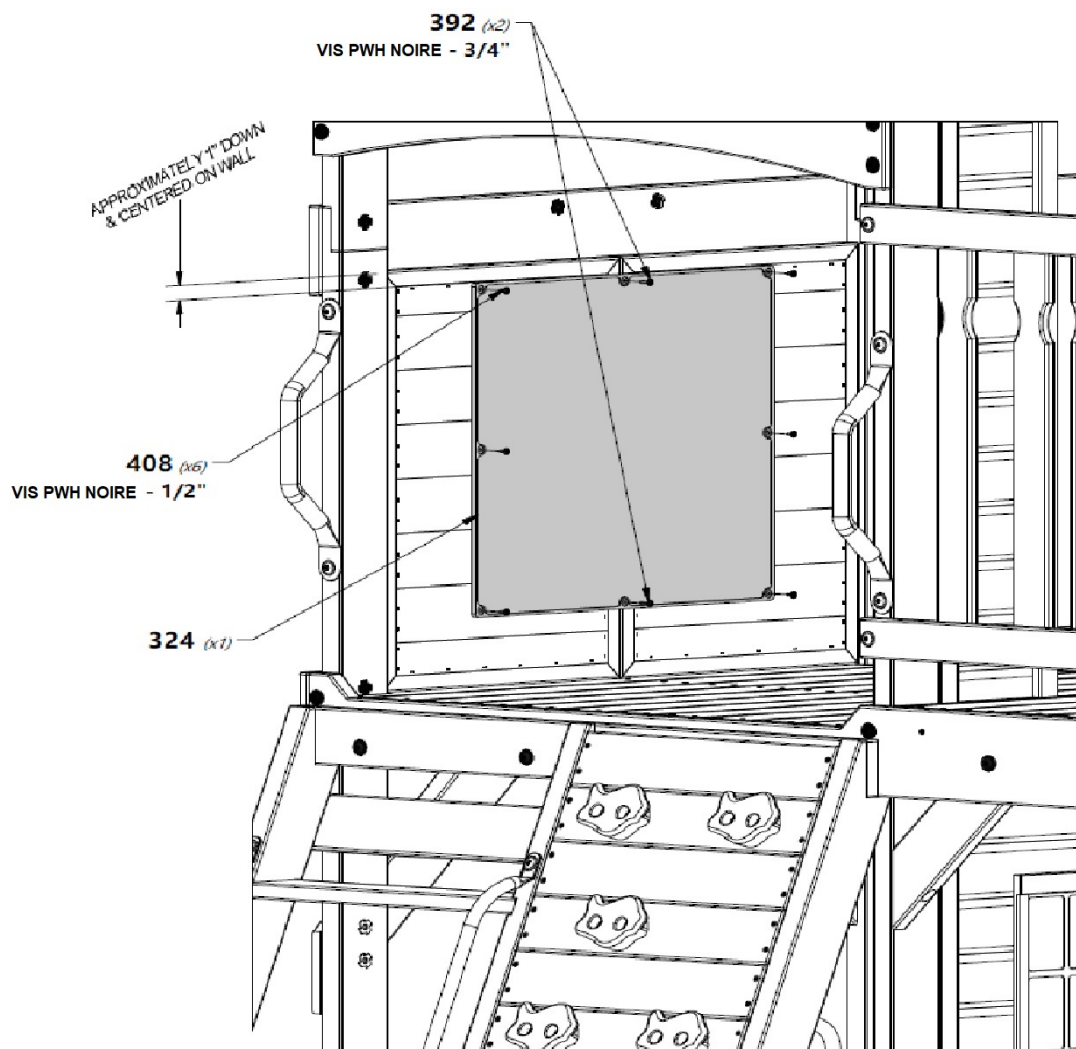 392 (x2)
VIS PWH NOIRE - 3/4"
APPROXIMATELY 1" DOWN
& CENTERED ON WALL
408 (x6)
VIS PWH NOIRE - 1/2"
324 (x1)